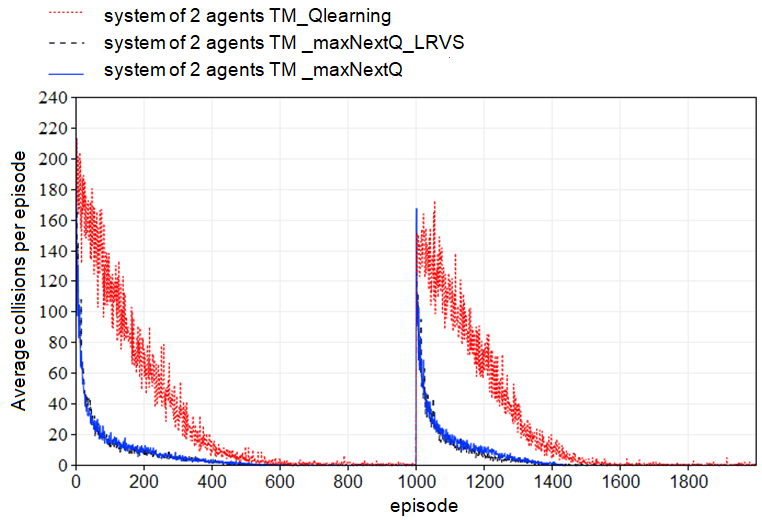 system of 2 agents TM_Qlearning
system of 2 agents TM _maxNextQ_LRVS
system of 2 agents TM _maxNextQ
240
220
200
180
160
140
120
100
80
60
40
20
0
Average collisions per episode
0 200 400 600 800 1000 1200 1400 1600 1800
episode